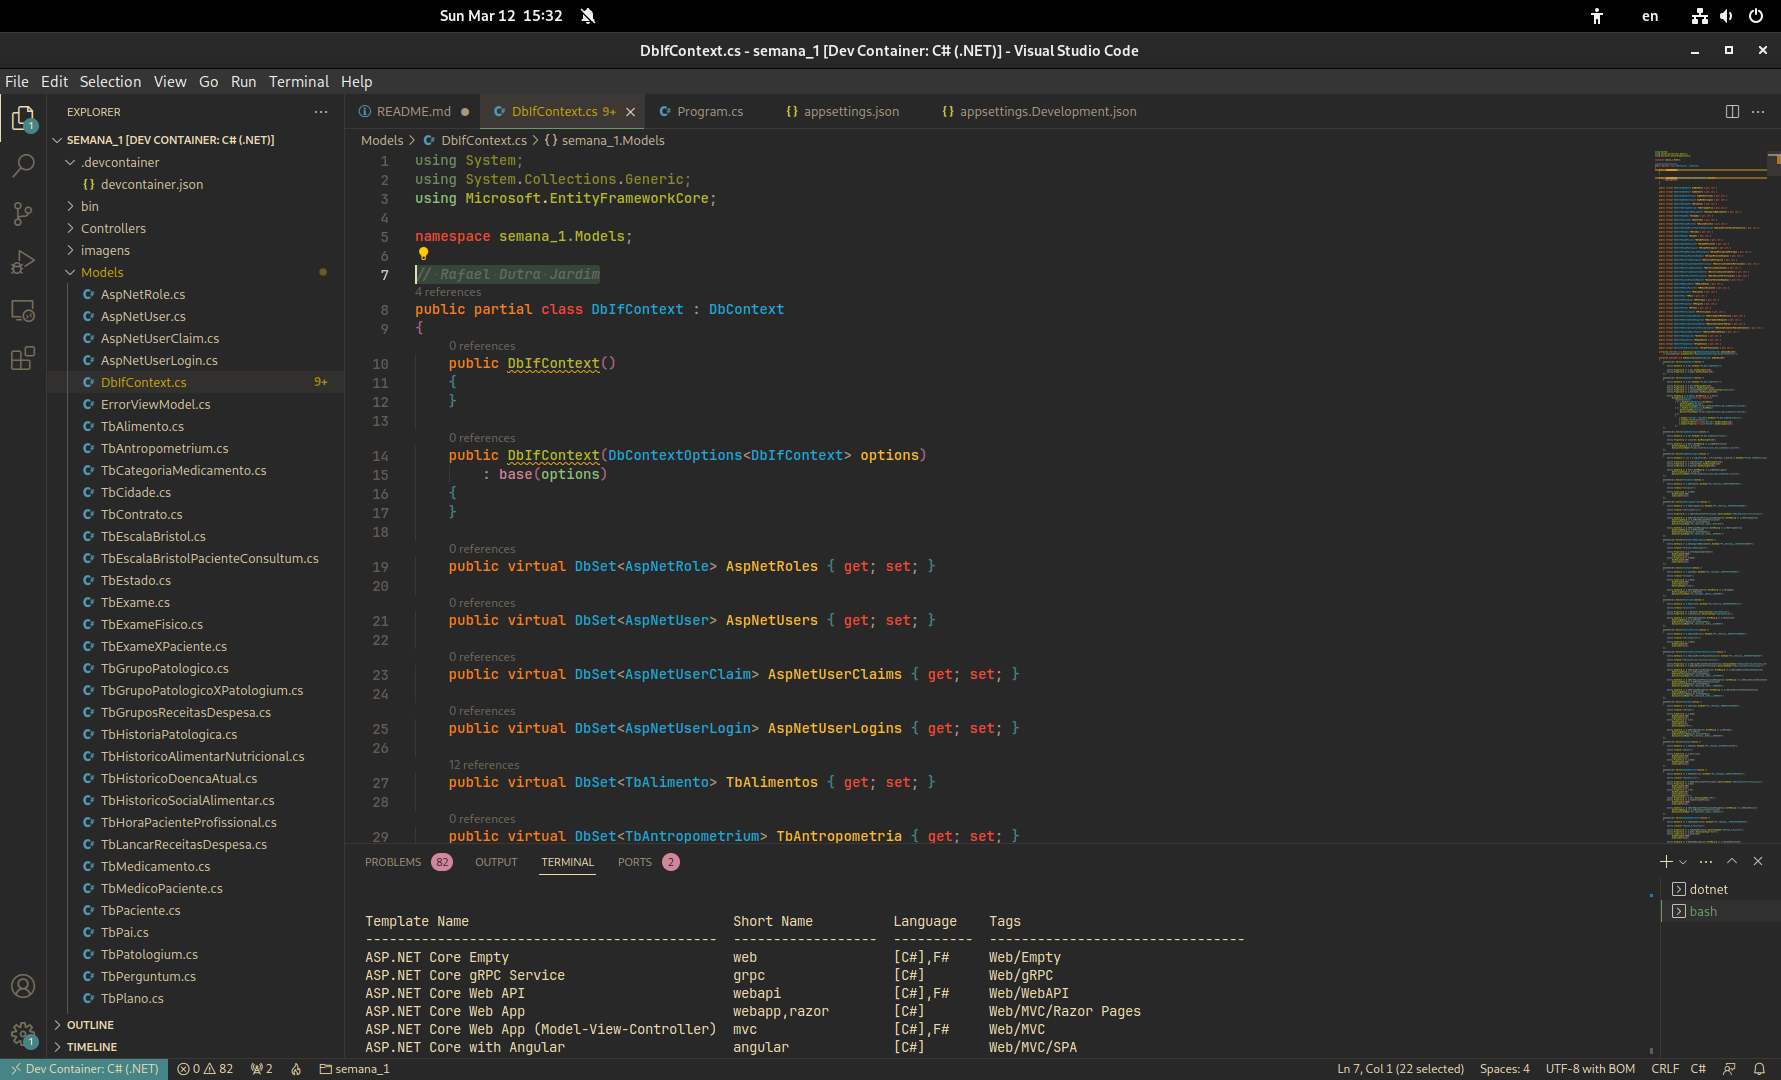 Sun Mar 12 15:32
en
DbIfContext.cs - semana_1 [Dev Container: C# (.NET)] - Visual Studio Code
File Edit Selection View Go Run Terminal Help
EXPLORER
SEMANA_1 [DEV CONTAINER: C# (.NET)]
.devcontainer
{} devcontainer.json
bin
Controllers
imagens
Models
AspNetRole.cs
AspNetUser.cs
AspNetUserClaim.cs
AspNetUserLogin.cs
DbIfContext.cs 9+
ErrorViewModel.cs
TbAlimento.cs
TbAntropometrium.cs
TbCategoriaMedicamento.cs
TbCidade.cs
TbContrato.cs
TbEscalaBristol.cs
TbEscalaBristolPacienteConsultum.cs
TbEstado.cs
TbExame.cs
TbExameFisico.cs
TbExameXPaciente.cs
TbGrupoPatologico.cs
TbGrupoPatologicoXPatologium.cs
TbGruposReceitasDespesa.cs
TbHistoriaPatologica.cs
TbHistoricoAlimentarNutricional.cs
TbHistoricoDoencaAtual.cs
TbHistoricoSocialAlimentar.cs
TbHoraPacienteProfissional.cs
TbLancarReceitasDespesa.cs
TbMedicamento.cs
TbMedicoPaciente.cs
TbPaciente.cs
TbPai.cs
TbPatologium.cs
TbPerguntum.cs
TbPlano.cs
OUTLINE
TIMELINE
README.md DbIfContext.cs 9+ Program.cs {} appsettings.json {} appsettings.Development.json
Models > DbIfContext.cs > {} semana_1.Models
1 using System;
2 using System.Collections.Generic;
3 using Microsoft.EntityFrameworkCore;
4
5 namespace semana_1.Models;
6
7 // Rafael Dutra Jardim
4 references
8 public partial class DbIfContext : DbContext
9 {
0 references
10 public DbIfContext()
11 {
12 }
13
0 references
14 public DbIfContext(DbContextOptions<DbIfContext> options)
15 : base(options)
16 {
17 }
18
0 references
19 public virtual DbSet<AspNetRole> AspNetRoles { get; set; }
20
0 references
21 public virtual DbSet<AspNetUser> AspNetUsers { get; set; }
22
0 references
23 public virtual DbSet<AspNetUserClaim> AspNetUserClaims { get; set; }
24
0 references
25 public virtual DbSet<AspNetUserLogin> AspNetUserLogins { get; set; }
26
12 references
27 public virtual DbSet<TbAlimento> TbAlimentos { get; set; }
28
0 references
29 public virtual DbSet<TbAntropometrium> TbAntropometria { get; set; }
PROBLEMS 82 OUTPUT TERMINAL PORTS 2
Template Name Short Name Language Tags
-------------------------------------------- ------------------ ---------- --------------------------------
ASP.NET Core Empty web [C#],F# Web/Empty
ASP.NET Core gRPC Service grpc [C#] Web/gRPC
ASP.NET Core Web API webapi [C#],F# Web/WebAPI
ASP.NET Core Web App webapp,razor [C#] Web/MVC/Razor Pages
ASP.NET Core Web App (Model-View-Controller) mvc [C#],F# Web/MVC
ASP.NET Core with Angular angular [C#] Web/MVC/SPA
dotnet
bash
1
1
Dev Container: C# (.NET) 0 82 2 semana_1 Ln 7, Col 1 (22 selected) Spaces: 4 UTF-8 with BOM CRLF C#